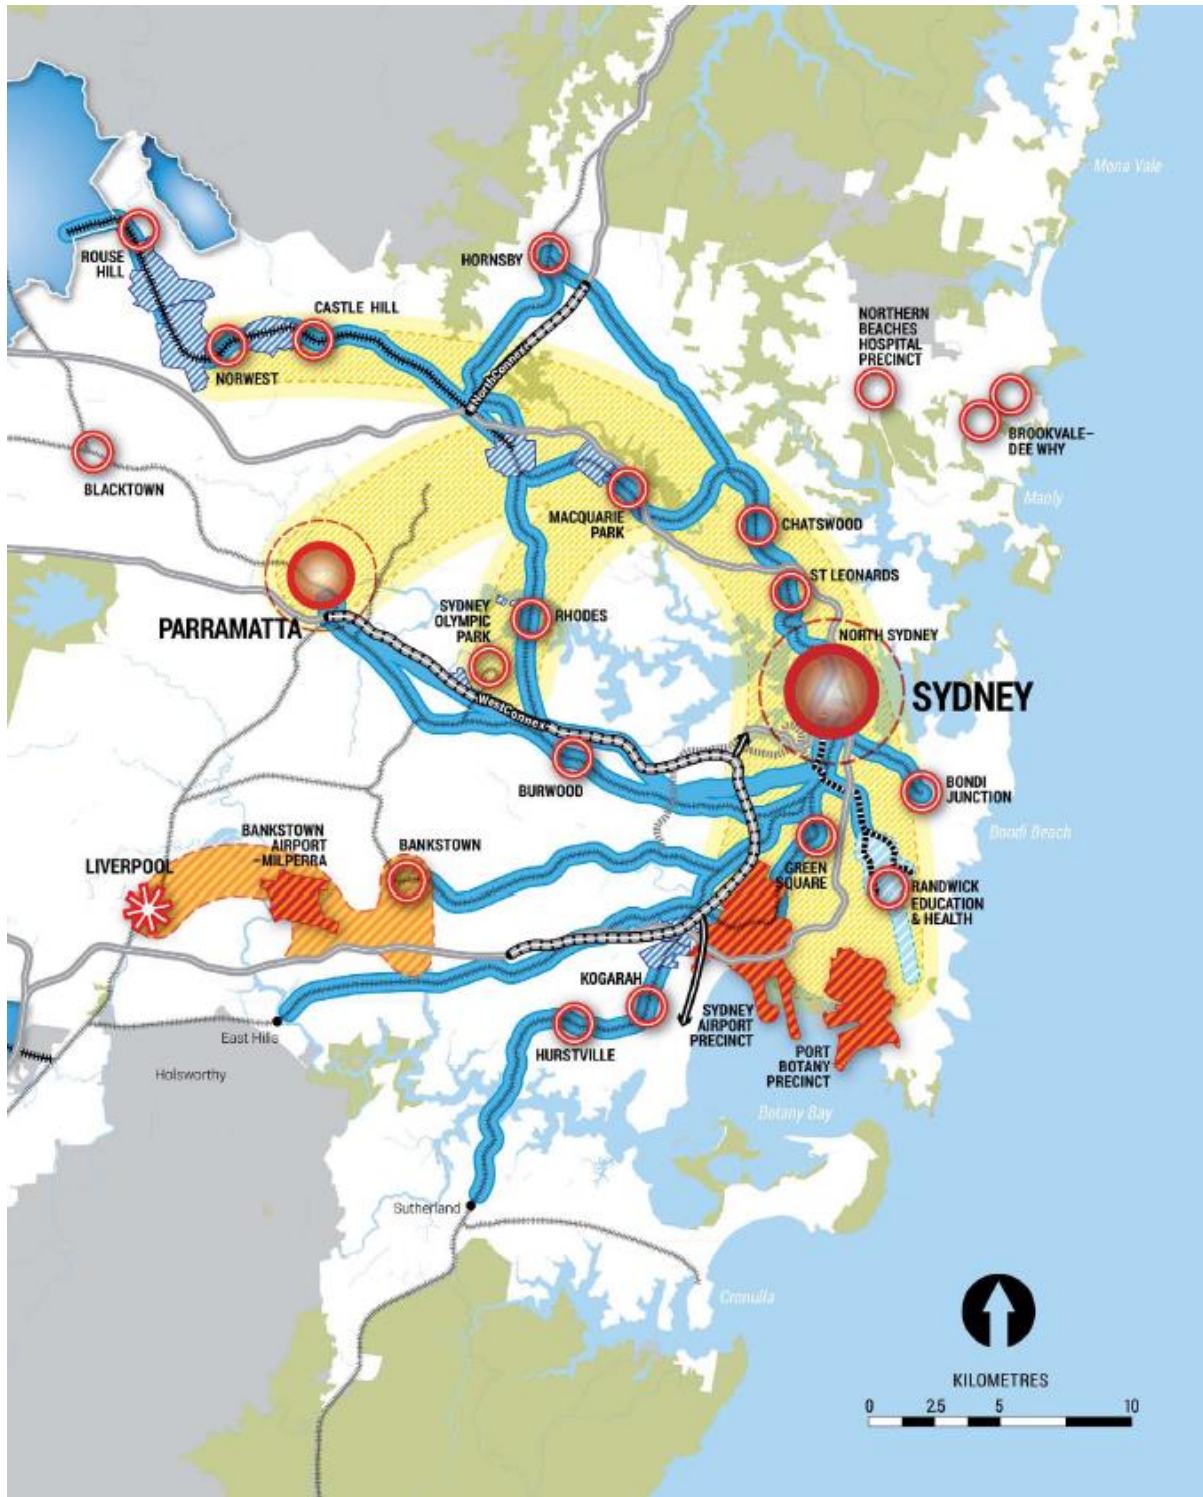 Mona Vale
ROUSE
HILL
HORNSBY
CASTLE HILL
NORTHERN
BEACHES
HOSPITAL
PRECINCT
NorthConnex
NORWEST
BROOKVALE–
DEE WHY
BLACKTOWN
Manly
MACQUARIE
PARK
CHATSWOOD
ST LEONARDS
SYDNEY
OLYMPIC
PARK
RHODES
PARRAMATTA
NORTH SYDNEY
SYDNEY
WestConnex
BURWOOD
BONDI
JUNCTION
Bondi Beach
BANKSTOWN
AIRPORT
–MILPERRA
BANKSTOWN
LIVERPOOL
GREEN
SQUARE
RANDWICK
EDUCATION
& HEALTH
KOGARAH
SYDNEY
AIRPORT
PRECINCT
East Hills
HURSTVILLE
PORT
BOTANY
PRECINCT
Holsworthy
Botany Bay
Sutherland
Cronulla
KILOMETRES
0 2.5 5 10